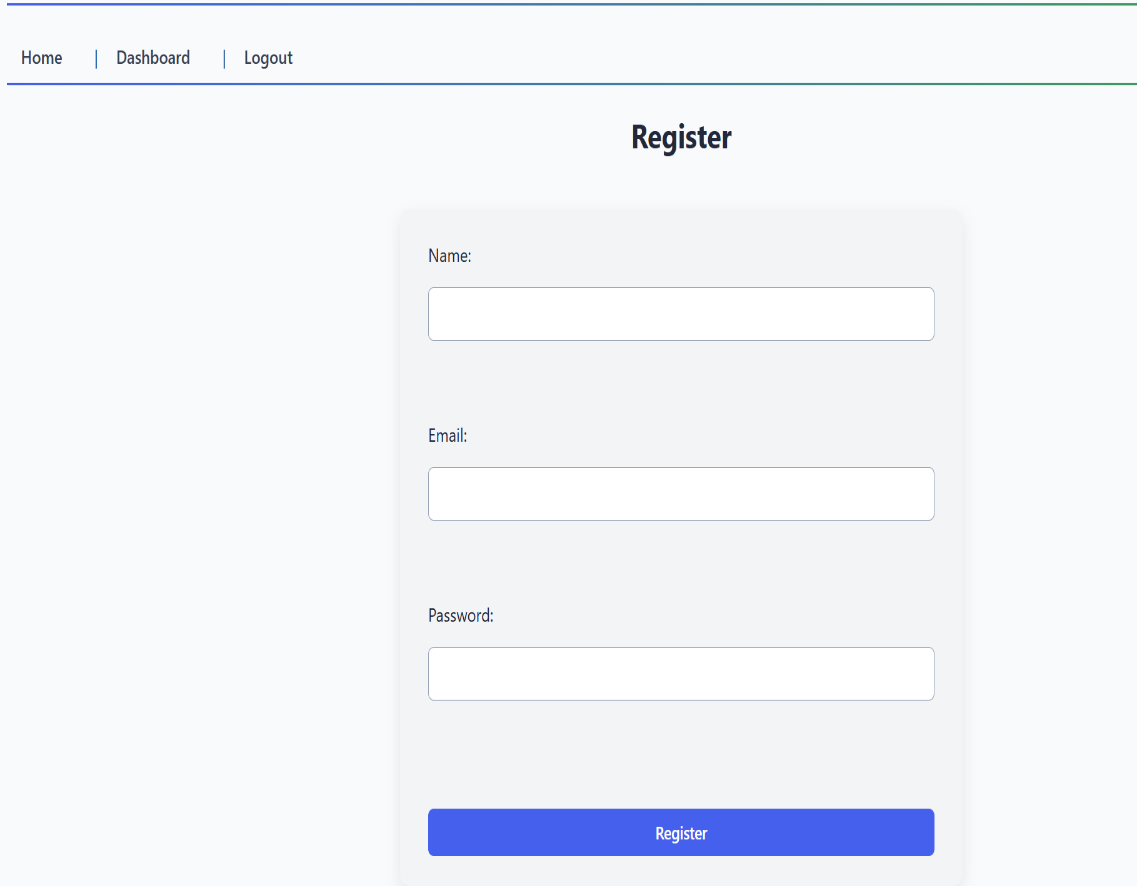 Home | Dashboard | Logout
Register
Name:
Email:
Password:
Register